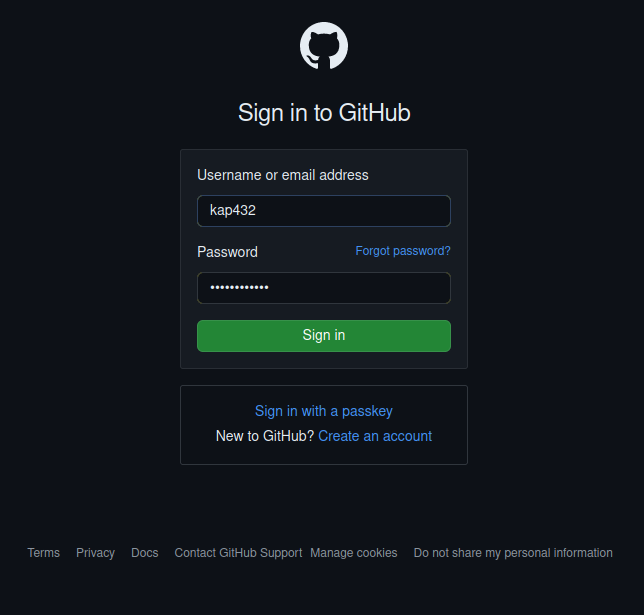 Sign in to GitHub
Username or email address
kap432
Password Forgot password?
••••••••••••
Sign in
Sign in with a passkey
New to GitHub? Create an account
Terms Privacy Docs Contact GitHub Support Manage cookies Do not share my personal information